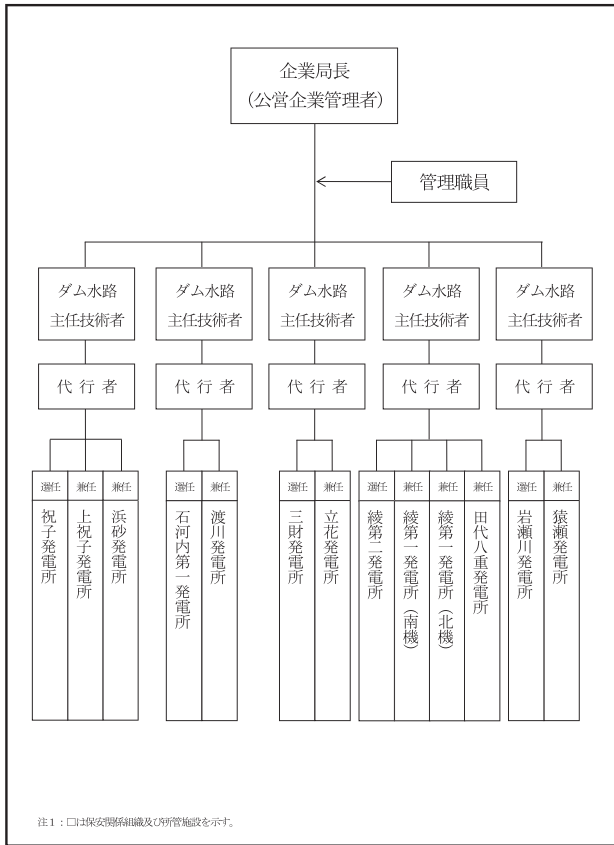 企業局長
（公営企業管理者）
管理職員
ダム水路
主任技術者
ダム水路
主任技術者
ダム水路
主任技術者
ダム水路
主任技術者
ダム水路
主任技術者
代 行 者
代 行 者
代 行 者
代 行 者
代 行 者
選任
祝子発電所
兼任
上祝子発電所
兼任
浜砂発電所
選任
石河内第一発電所
兼任
渡川発電所
選任
三財発電所
兼任
立花発電所
選任
綾第二発電所
兼任
綾第一発電所（南機）
兼任
綾第一発電所（北機）
兼任
田代八重発電所
選任
岩瀬川発電所
兼任
猿瀬発電所
注１：□は保安関係組織及び所管施設を示す。